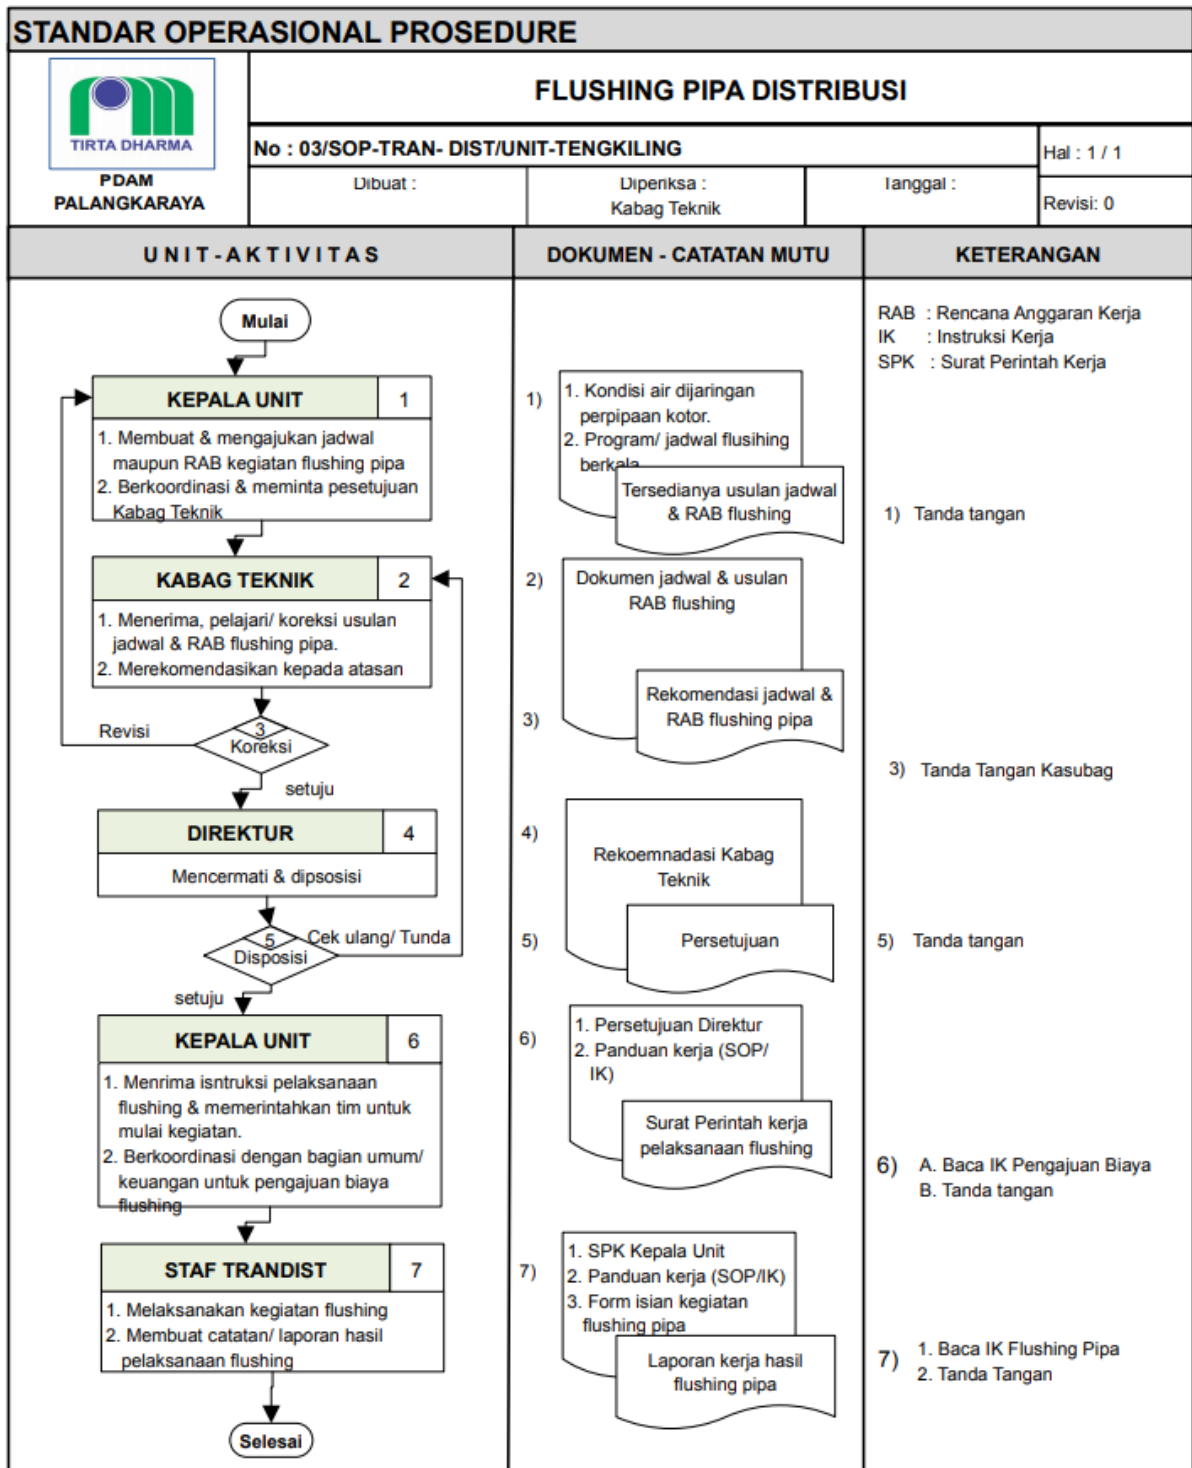 STANDAR OPERASIONAL PROSEDURE
TIRTA DHARMA
PDAM
PALANGKARAYA
FLUSHING PIPA DISTRIBUSI
No : 03/SOP-TRAN- DIST/UNIT-TENGKILING
Hal : 1 / 1
Dibuat :
Diperiksa :
Kabag Teknik
Tanggal :
Revisi: 0
UNIT-AKTIVITAS
DOKUMEN - CATATAN MUTU
KETERANGAN
Mulai
KEPALA UNIT
1
1. Membuat & mengajukan jadwal
maupun RAB kegiatan flushing pipa
2. Berkoordinasi & meminta pesetujuan
Kabag Teknik
KABAG TEKNIK
2
1. Menerima, pelajari/ koreksi usulan
jadwal & RAB flushing pipa.
2. Merekomendasikan kepada atasan
3
Koreksi
Revisi
setuju
DIREKTUR
4
Mencermati & dipsosisi
5
Disposisi
Cek ulang/ Tunda
setuju
KEPALA UNIT
6
1. Menrima isntruksi pelaksanaan
flushing & memerintahkan tim untuk
mulai kegiatan.
2. Berkoordinasi dengan bagian umum/
keuangan untuk pengajuan biaya
flushing
STAF TRANDIST
7
1. Melaksanakan kegiatan flushing
2. Membuat catatan/ laporan hasil
pelaksanaan flushing
Selesai
1)
1. Kondisi air dijaringan
perpipaan kotor.
2. Program/ jadwal flusihing
berkala
Tersedianya usulan jadwal
& RAB flushing
2)
Dokumen jadwal & usulan
RAB flushing
3)
Rekomendasi jadwal &
RAB flushing pipa
4)
Rekoemnadasi Kabag
Teknik
5)
Persetujuan
6)
1. Persetujuan Direktur
2. Panduan kerja (SOP/
IK)
Surat Perintah kerja
pelaksanaan flushing
7)
1. SPK Kepala Unit
2. Panduan kerja (SOP/IK)
3. Form isian kegiatan
flushing pipa
Laporan kerja hasil
flushing pipa
RAB : Rencana Anggaran Kerja
IK : Instruksi Kerja
SPK : Surat Perintah Kerja
1) Tanda tangan
3) Tanda Tangan Kasubag
5) Tanda tangan
6) A. Baca IK Pengajuan Biaya
B. Tanda tangan
7) 1. Baca IK Flushing Pipa
2. Tanda Tangan